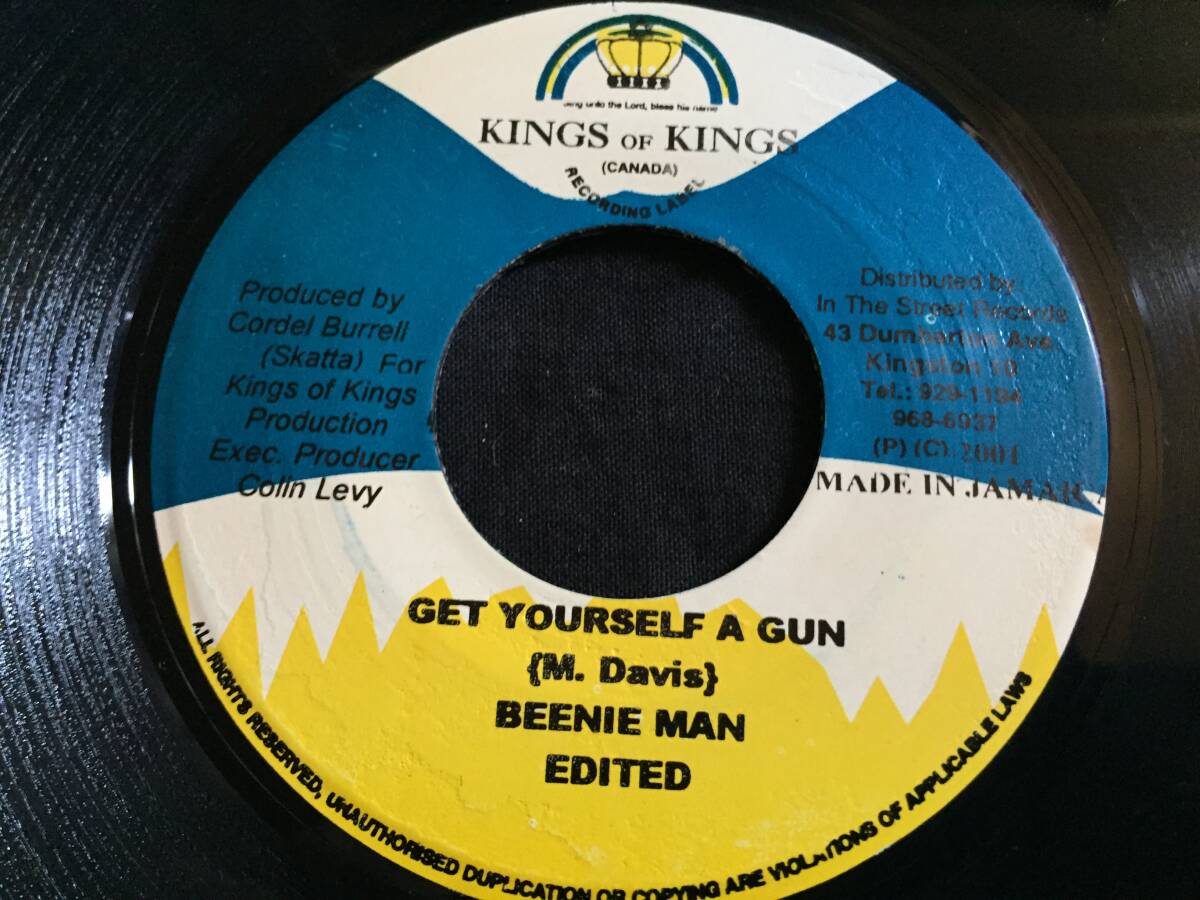 Sing unto the Lord, bless his name
KINGS OF KINGS
(CANADA)
RECORDING LABEL
Produced by
Cordel Burrell
(Skatta) For
Kings of Kings
Production
Exec. Producer
Colin Levy
Distributed by
In The Street Records
43 Dumbarton Ave
Kingston 10
Tel.: 929-1194
968-6937
(P) (C) 2001
MADE IN JAMAICA
GET YOURSELF A GUN
{M. Davis}
BEENIE MAN
EDITED
ALL RIGHTS RESERVED, UNAUTHORISED DUPLICATION OR COPYING ARE VIOLATIONS OF APPLICABLE LAWS